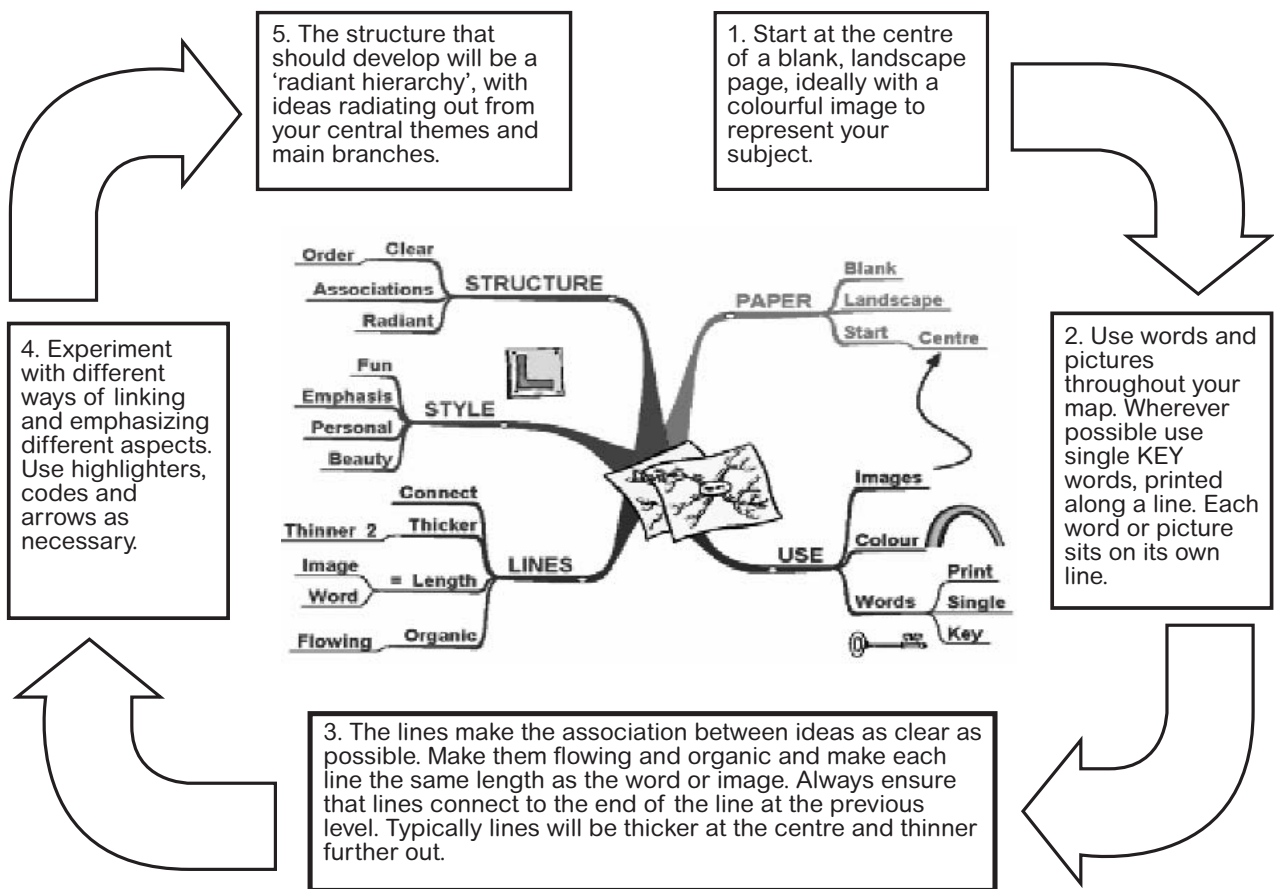 1. Start at the centre
of a blank, landscape
page, ideally with a
colourful image to
represent your
subject.
2. Use words and
pictures
throughout your
map. Wherever
possible use
single KEY
words, printed
along a line. Each
word or picture
sits on its own
line.
3. The lines make the association between ideas as clear as
possible. Make them flowing and organic and make each
line the same length as the word or image. Always ensure
that lines connect to the end of the line at the previous
level. Typically lines will be thicker at the centre and thinner
further out.
4. Experiment
with different
ways of linking
and emphasizing
different aspects.
Use highlighters,
codes and
arrows as
necessary.
5. The structure that
should develop will be a
‘radiant hierarchy’, with
ideas radiating out from
your central themes and
main branches.
STRUCTURE
Clear
Order
Associations
Radiant
PAPER
Blank
Landscape
Start
Centre
STYLE
Fun
Emphasis
Personal
Beauty
L
LINES
Connect
Thicker
Thinner 2
= Length
Image
Word
Organic
Flowing
USE
Images
Colour
Words
Print
Single
Key